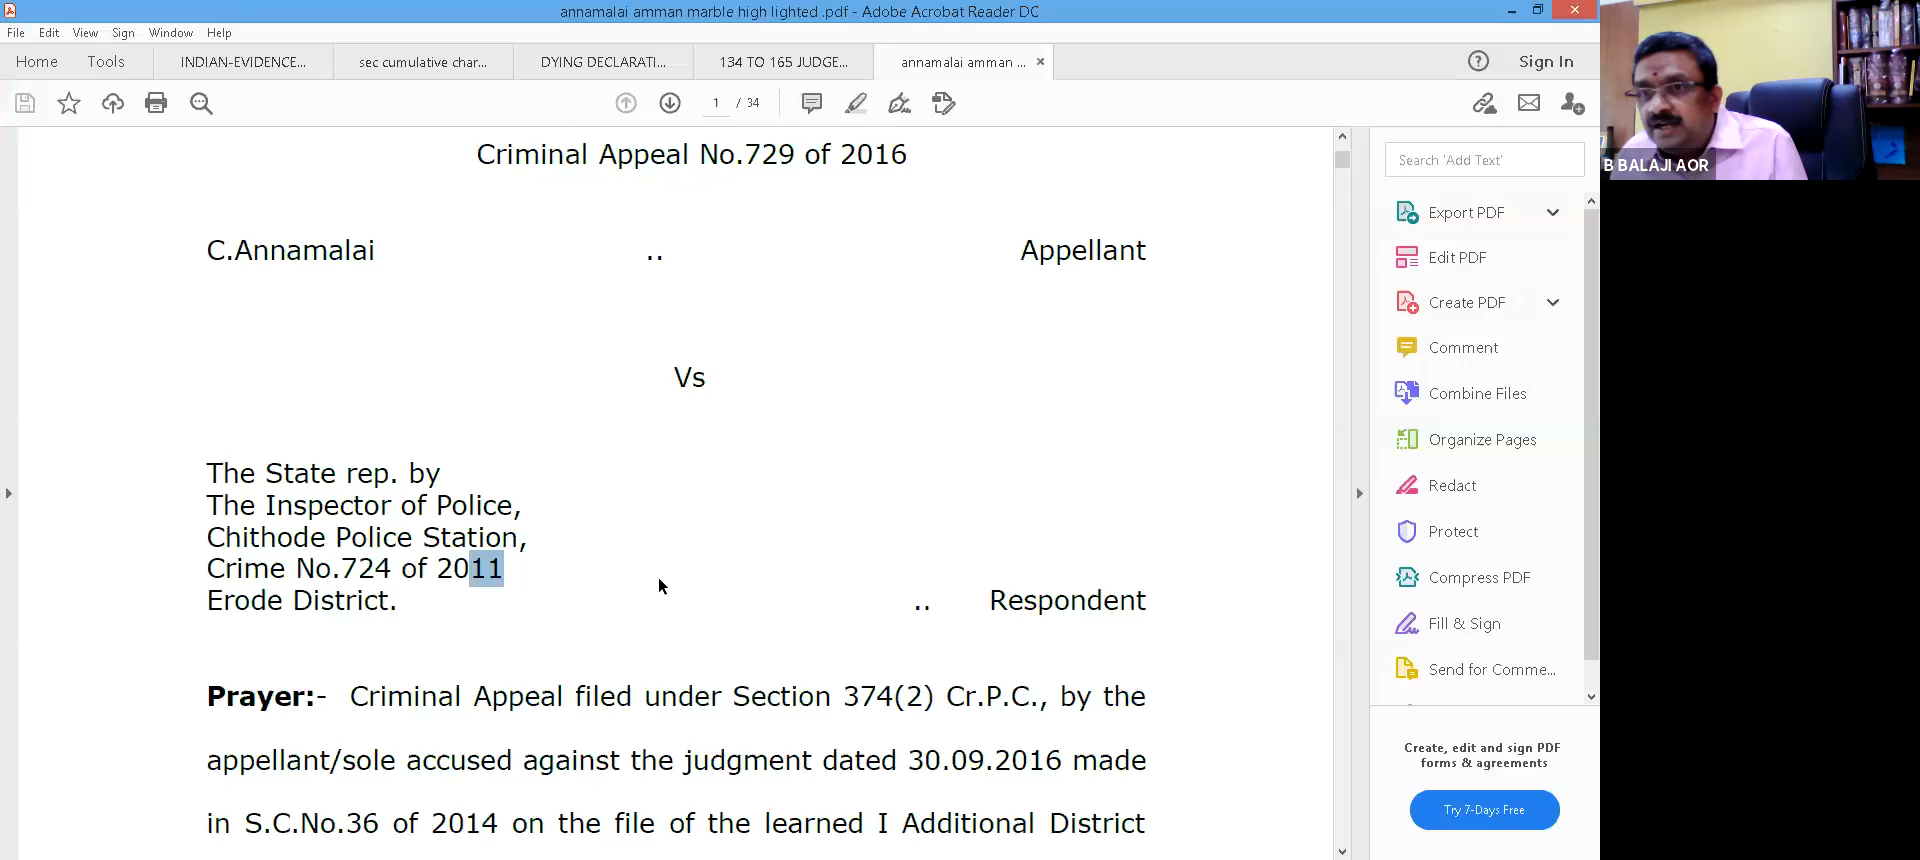 annamalai amman marble high lighted .pdf - Adobe Acrobat Reader DC
File Edit View Sign Window Help
Home Tools INDIAN-EVIDENCE... sec cumulative char... DYING DECLARATI... 134 TO 165 JUDGE... annamalai amman ... × ? Sign In
1 / 34
Criminal Appeal No.729 of 2016
C.Annamalai .. Appellant
Vs
The State rep. by
The Inspector of Police,
Chithode Police Station,
Crime No.724 of 2011
Erode District. .. Respondent
Prayer:- Criminal Appeal filed under Section 374(2) Cr.P.C., by the
appellant/sole accused against the judgment dated 30.09.2016 made
in S.C.No.36 of 2014 on the file of the learned I Additional District
Search 'Add Text'
Export PDF
Edit PDF
Create PDF
Comment
Combine Files
Organize Pages
Redact
Protect
Compress PDF
Fill & Sign
Send for Comme...
Create, edit and sign PDF
forms & agreements
Try 7-Days Free
B BALAJI AOR